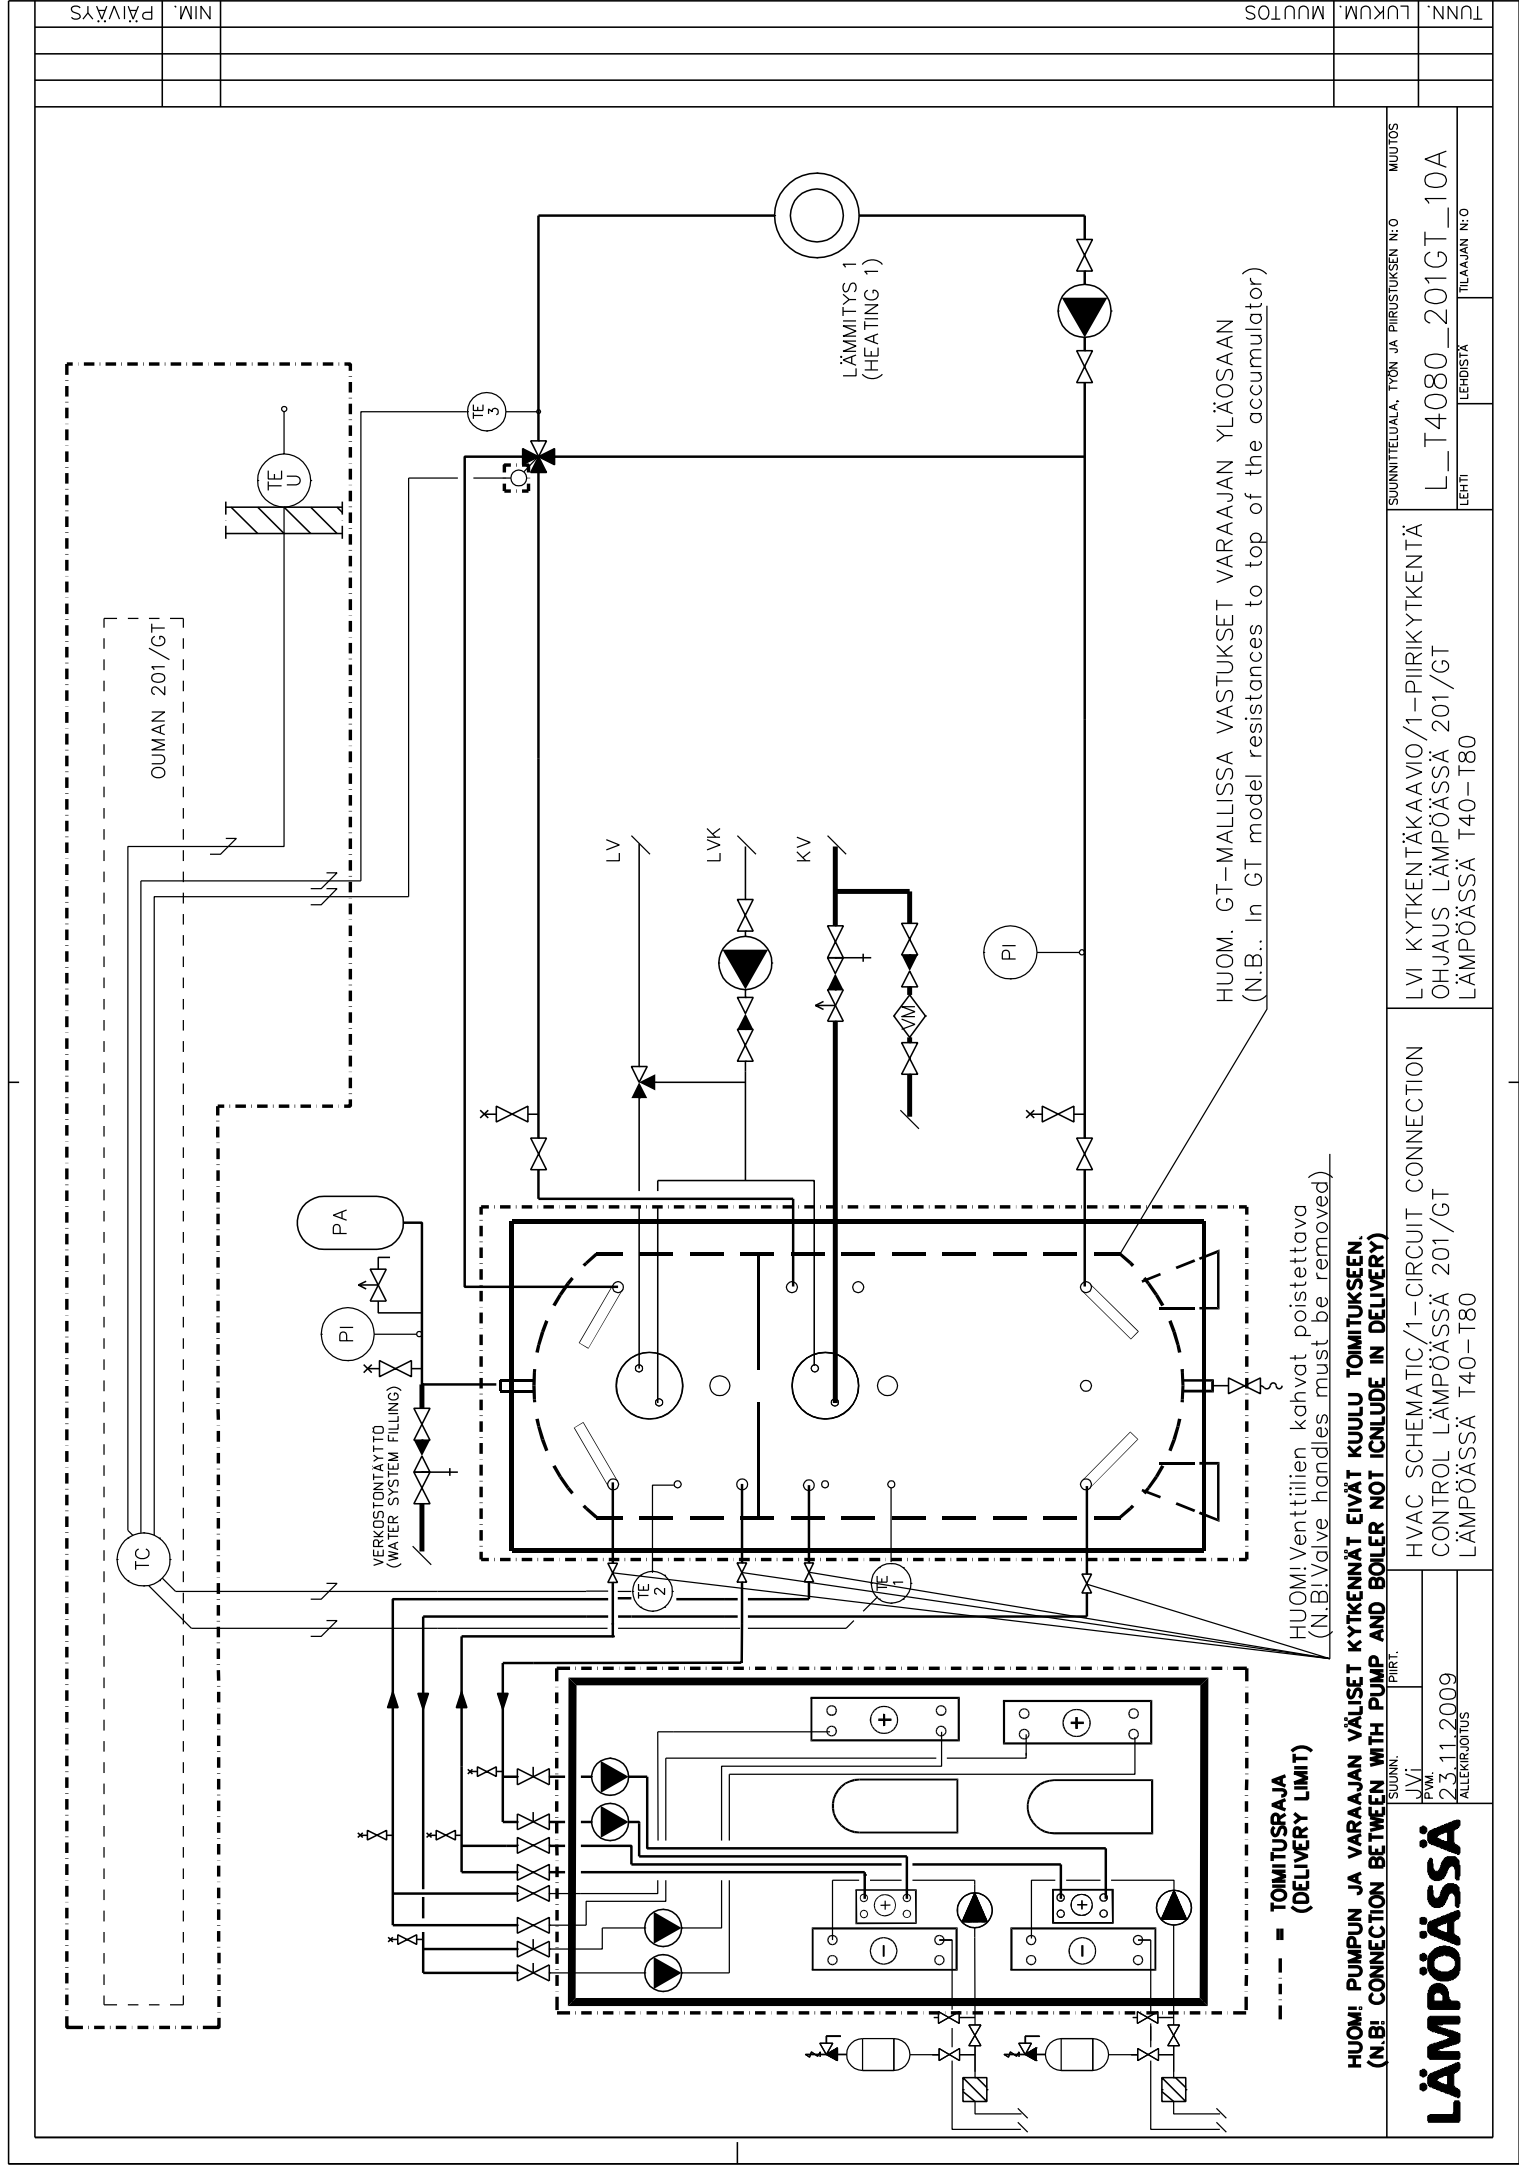 PÄIVÄYS
NIM.
MUUTOS
LUKUM.
TUNN.
OUMAN 201/GT
TE
U
TE
3
TC
LÄMMITYS 1
(HEATING 1)
PA
PI
VERKOSTONTÄYTTÖ
(WATER SYSTEM FILLING)
LV
LVK
KV
VM
PI
TE
2
TE
1
+
+
+
+
−
−
HUOM. GT-MALLISSA VASTUKSET VARAAJAN YLÄOSAAN
(N.B.. In GT model resistances to top of the accumulator)
HUOM!Venttiilien kahvat poistettava
(N.B!Valve handles must be removed)
= TOIMITUSRAJA
(DELIVERY LIMIT)
HUOM! PUMPUN JA VARAAJAN VÄLISET KYTKENNÄT EIVÄT KUULU TOIMITUKSEEN.
(N.B! CONNECTION BETWEEN WITH PUMP AND BOILER NOT ICNLUDE IN DELIVERY)
LÄMPÖÄSSÄ
SUUNN.
JVi
PIIRT.
PVM.
23.11.2009
ALLEKIRJOITUS
HVAC SCHEMATIC/1-CIRCUIT CONNECTION
CONTROL LÄMPÖÄSSÄ 201/GT
LÄMPÖÄSSÄ T40-T80
LVI KYTKENTÄKAAVIO/1-PIIRIKYTKENTÄ
OHJAUS LÄMPÖÄSSÄ 201/GT
LÄMPÖÄSSÄ T40-T80
SUUNNITTELUALA, TYÖN JA PIIRUSTUKSEN N:O
MUUTOS
L_T4080_201GT_10A
LEHTI
LEHDISTÄ
TILAAJAN N:O